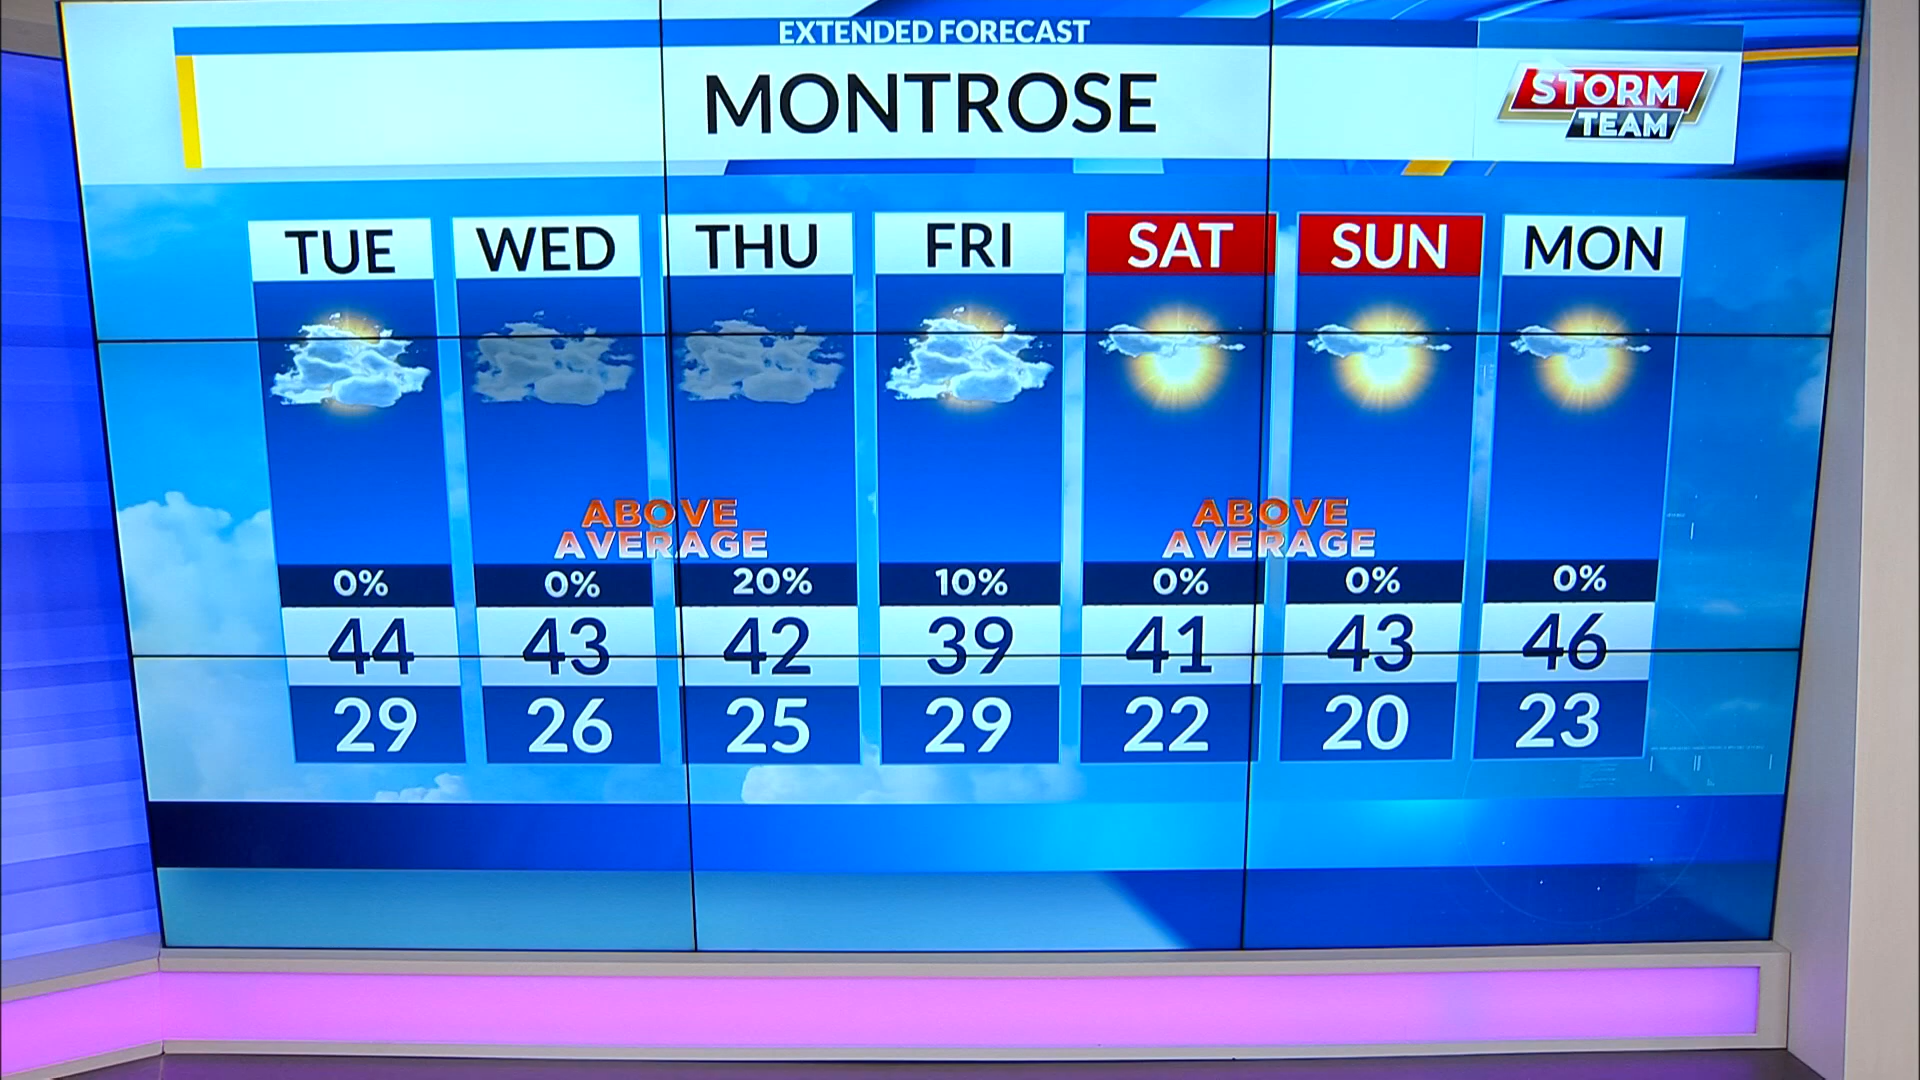 EXTENDED FORECAST
MONTROSE
STORM
TEAM
TUE WED THU FRI SAT SUN MON
ABOVE AVERAGE ABOVE AVERAGE
0% 0% 20% 10% 0% 0% 0%
44 43 42 39 41 43 46
29 26 25 29 22 20 23